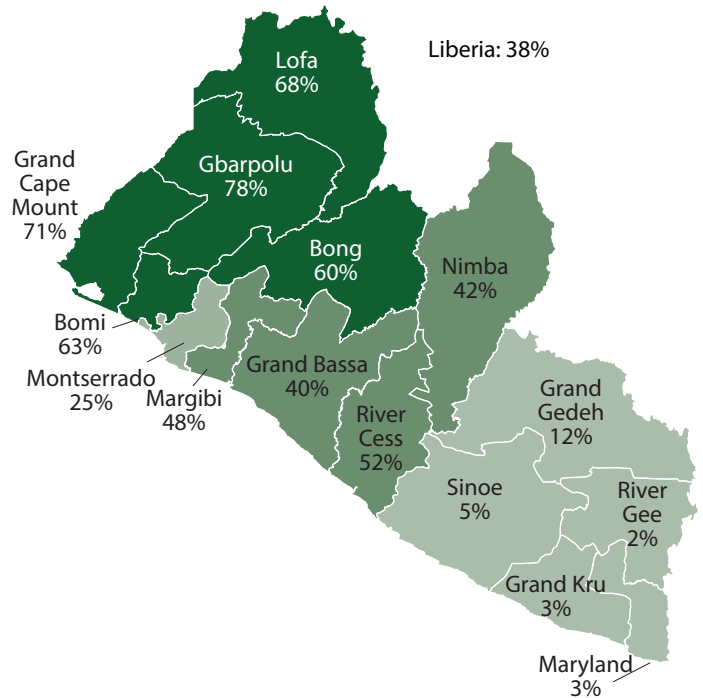 Liberia: 38%
Lofa
68%
Grand
Cape
Mount
71%
Gbarpolu
78%
Bong
60%
Nimba
42%
Bomi
63%
Montserrado
25%
Margibi
48%
Grand Bassa
40%
River
Cess
52%
Grand
Gedeh
12%
Sinoe
5%
River
Gee
2%
Grand Kru
3%
Maryland
3%